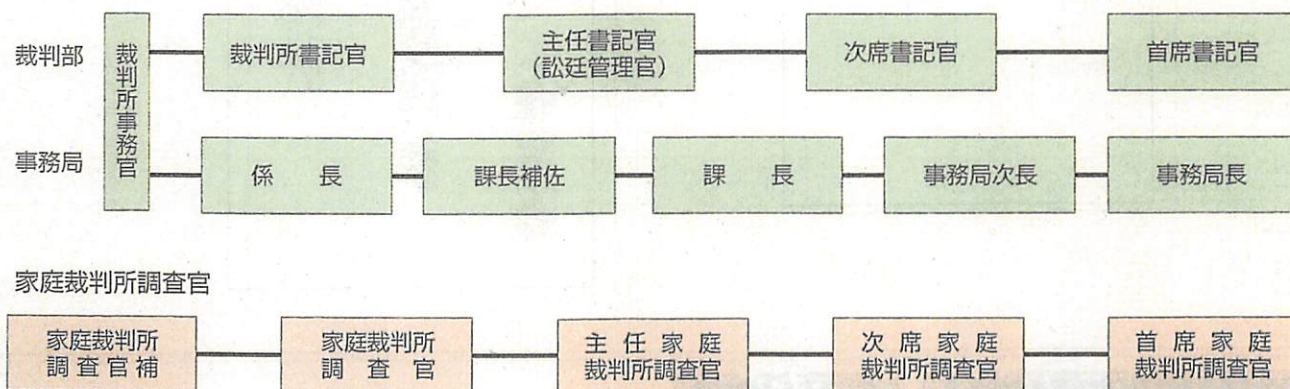 裁判部
裁判所事務官
裁判所書記官
主任書記官
(訟廷管理官)
次席書記官
首席書記官
事務局
係 長
課長補佐
課 長
事務局次長
事務局長
家庭裁判所調査官
家庭裁判所
調査官補
家庭裁判所
調 査 官
主 任 家 庭
裁判所調査官
次 席 家 庭
裁判所調査官
首 席 家 庭
裁判所調査官